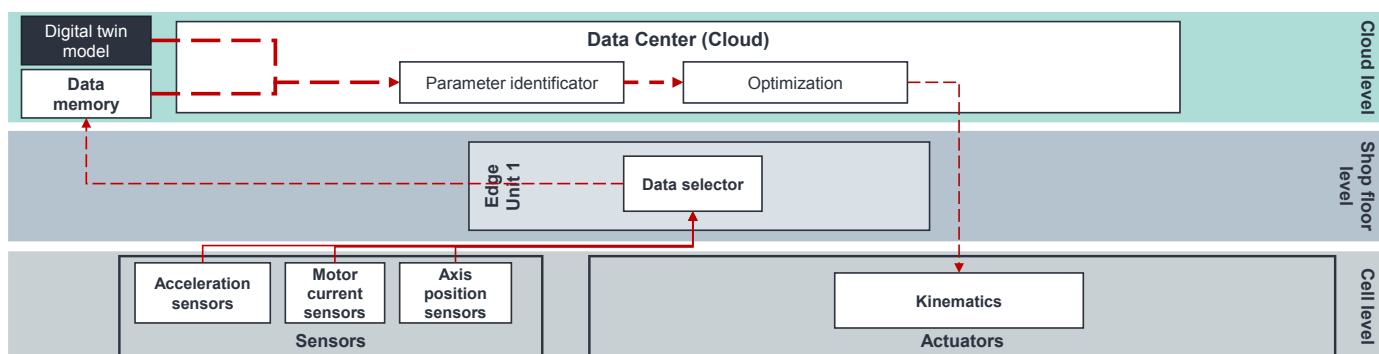 Digital twin
model
Data
memory
Data Center (Cloud)
Parameter identificator
Optimization
Cloud level
Edge
Unit 1
Data selector
Shop floor
level
Acceleration
sensors
Motor
current
sensors
Axis
position
sensors
Sensors
Kinematics
Actuators
Cell level